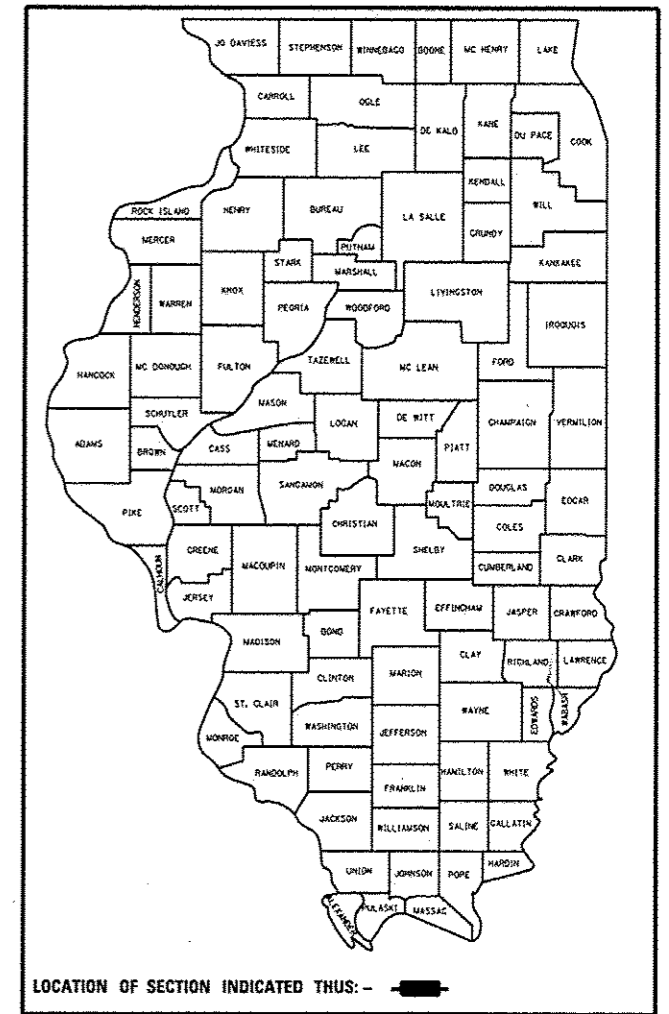 JO DAVIESS STEPHENSON WINNEBAGO BOONE MC HENRY LAKE
CARROLL OGLE DE KALB KANE DU PAGE COOK
WHITESIDE LEE
KENDALL WILL
ROCK ISLAND HENRY BUREAU LA SALLE GRUNDY
MERCER PUTNAM KANKAKEE
STARK MARSHALL
HENDERSON WARREN KNOX PEORIA WOODFORD LIVINGSTON IROQUOIS
HANCOCK MC DONOUGH FULTON TAZEWELL MC LEAN FORD
SCHUYLER MASON LOGAN DE WITT CHAMPAIGN VERMILION
ADAMS BROWN CASS MENARD MACON PIATT
PIKE SCOTT MORGAN SANGAMON CHRISTIAN MOULTRIE DOUGLAS EDGAR
COLES
CALHOUN GREENE MACOUPIN MONTGOMERY SHELBY CUMBERLAND CLARK
JERSEY FAYETTE EFFINGHAM JASPER CRAWFORD
MADISON BOND
CLAY RICHLAND LAWRENCE
CLINTON MARION
ST. CLAIR WAYNE EDWARDS WABASH
MONROE WASHINGTON JEFFERSON
RANDOLPH PERRY HAMILTON WHITE
FRANKLIN
JACKSON WILLIAMSON SALINE GALLATIN
UNION JOHNSON POPE HARDIN
ALEXANDER PULASKI MASSAC
LOCATION OF SECTION INDICATED THUS: -